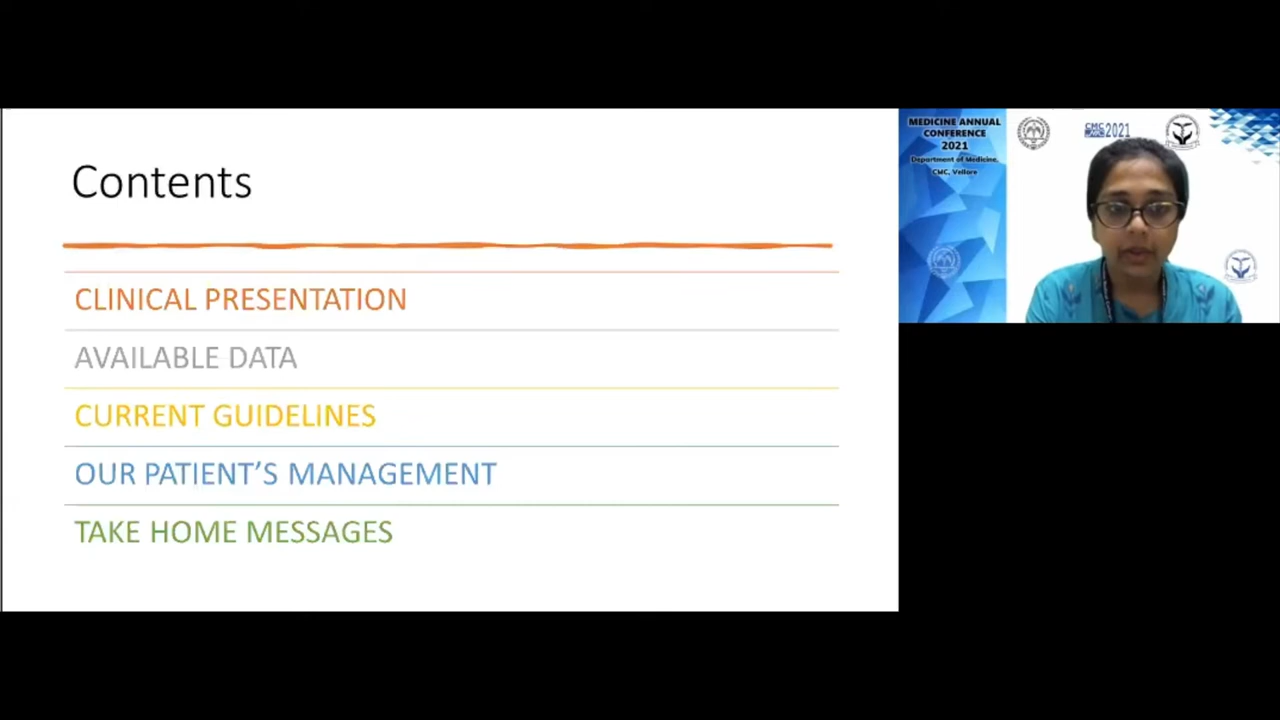 Contents
CLINICAL PRESENTATION
AVAILABLE DATA
CURRENT GUIDELINES
OUR PATIENT’S MANAGEMENT
TAKE HOME MESSAGES
MEDICINE ANNUAL
CONFERENCE
2021
Department of Medicine,
CMC, Vellore
CMC
2021